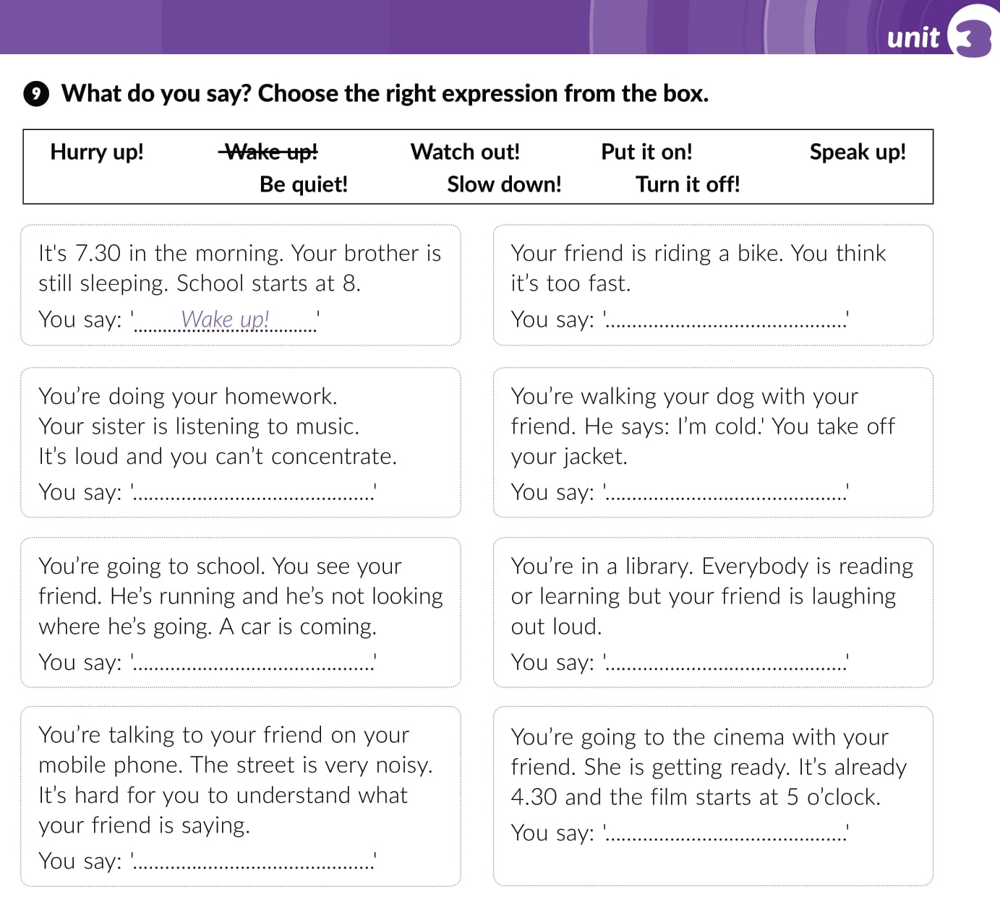 unit 3
9 What do you say? Choose the right expression from the box.
Hurry up! Wake up! Watch out! Put it on! Speak up!
Be quiet! Slow down! Turn it off!
It's 7.30 in the morning. Your brother is
still sleeping. School starts at 8.
You say: '......Wake up!........'
Your friend is riding a bike. You think
it's too fast.
You say: '.............................................'
You're doing your homework.
Your sister is listening to music.
It's loud and you can't concentrate.
You say: '.............................................'
You're walking your dog with your
friend. He says: I'm cold.' You take off
your jacket.
You say: '.............................................'
You're going to school. You see your
friend. He's running and he's not looking
where he's going. A car is coming.
You say: '.............................................'
You're in a library. Everybody is reading
or learning but your friend is laughing
out loud.
You say: '.............................................'
You're talking to your friend on your
mobile phone. The street is very noisy.
It's hard for you to understand what
your friend is saying.
You say: '.............................................'
You're going to the cinema with your
friend. She is getting ready. It's already
4.30 and the film starts at 5 o'clock.
You say: '.............................................'